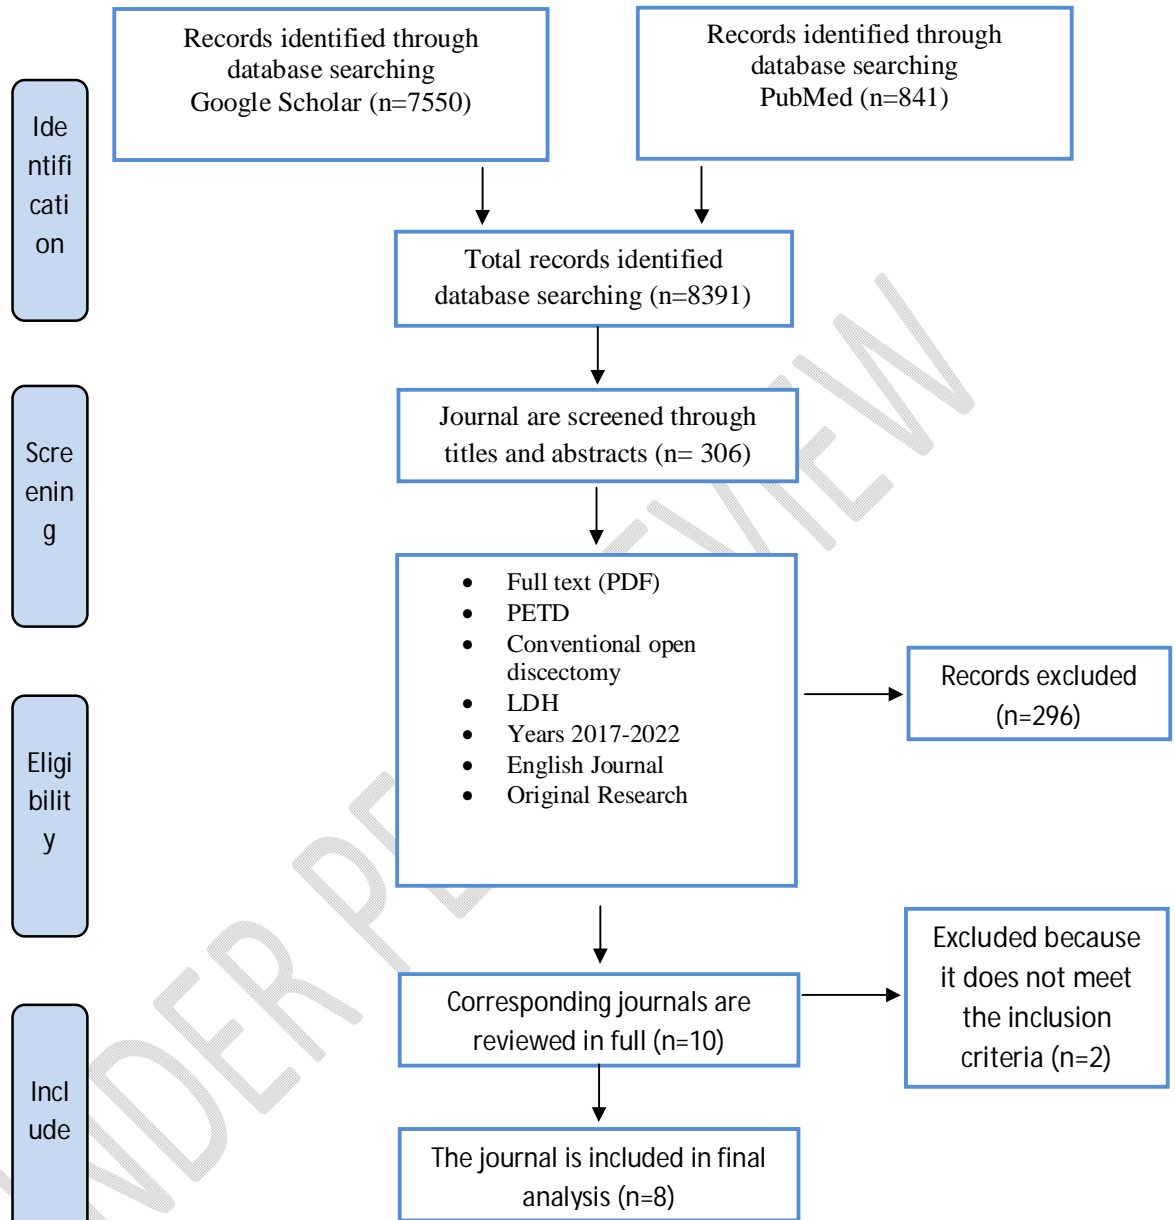 Records identified through
database searching
Google Scholar (n=7550)
Records identified through
database searching
PubMed (n=841)
Ide
ntifi
cati
on
Total records identified
database searching (n=8391)
Scre
enin
g
Journal are screened through
titles and abstracts (n= 306)
Eligi
bilit
y
• Full text (PDF)
• PETD
• Conventional open
discectomy
• LDH
• Years 2017-2022
• English Journal
• Original Research
Records excluded
(n=296)
Incl
ude
Corresponding journals are
reviewed in full (n=10)
Excluded because
it does not meet
the inclusion
criteria (n=2)
The journal is included in final
analysis (n=8)